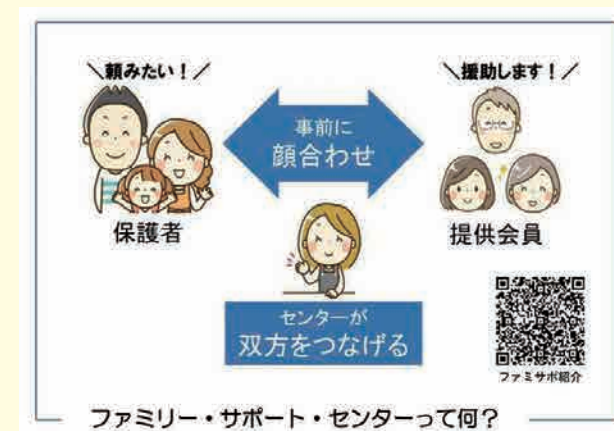 ＼頼みたい！／
＼援助します！／
事前に
顔合わせ
保護者
提供会員
センターが
双方をつなげる
ファミサポ紹介
ファミリー・サポート・センターって何？